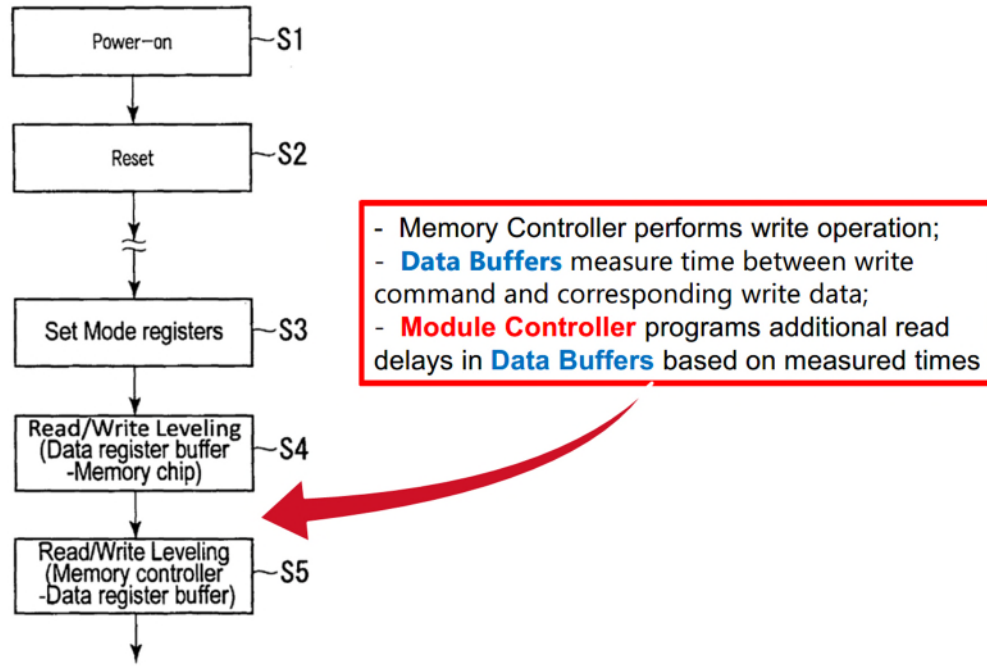 Power-on
S1
Reset
S2
- Memory Controller performs write operation;
- Data Buffers measure time between write
command and corresponding write data;
- Module Controller programs additional read
delays in Data Buffers based on measured times
Set Mode registers
S3
Read/Write Leveling
(Data register buffer
-Memory chip)
S4
Read/Write Leveling
(Memory controller
-Data register buffer)
S5